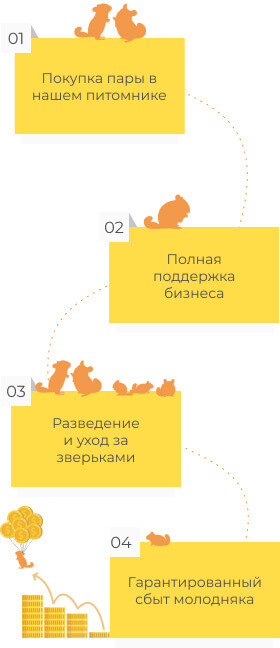 01
Покупка пары в
нашем питомнике
02
Полная
поддержка
бизнеса
03
Разведение
и уход за
зверьками
04
Гарантированный
сбыт молодняка